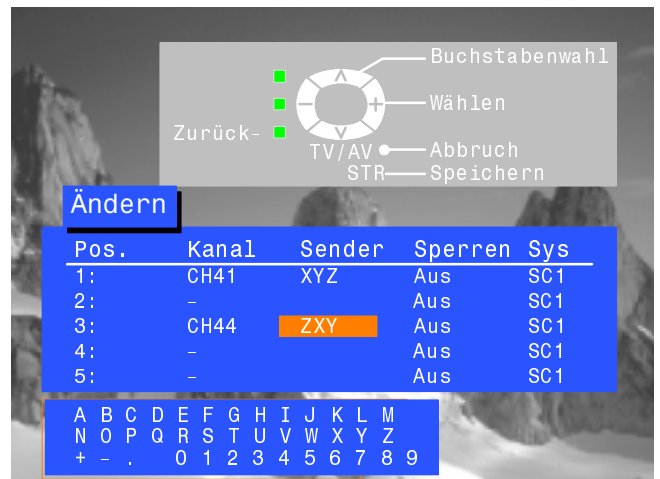 Buchstabenwahl
Wählen
Zurück-
TV/AV Abbruch
STR Speichern
Ändern
Pos. Kanal Sender Sperren Sys
1: CH41 XYZ Aus SC1
2: – Aus SC1
3: CH44 ZXY Aus SC1
4: – Aus SC1
5: – Aus SC1
A B C D E F G H I J K L M
N O P Q R S T U V W X Y Z
+ – . 0 1 2 3 4 5 6 7 8 9